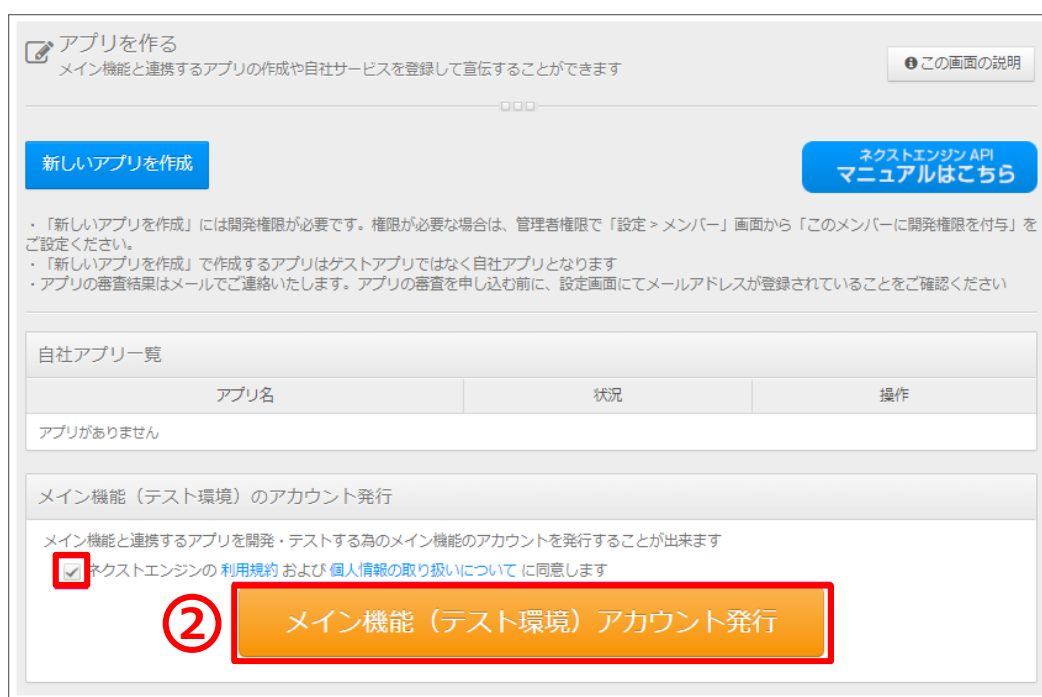 アプリを作る
メイン機能と連携するアプリの作成や自社サービスを登録して宣伝することができます
この画面の説明
新しいアプリを作成
ネクストエンジン API
マニュアルはこちら
・「新しいアプリを作成」には開発権限が必要です。権限が必要な場合は、管理者権限で「設定 > メンバー」画面から「このメンバーに開発権限を付与」を
ご設定ください。
・「新しいアプリを作成」で作成するアプリはゲストアプリではなく自社アプリとなります
・アプリの審査結果はメールでご連絡いたします。アプリの審査を申し込む前に、設定画面にてメールアドレスが登録されていることをご確認ください
自社アプリ一覧
アプリ名 状況 操作
アプリがありません
メイン機能（テスト環境）のアカウント発行
メイン機能と連携するアプリを開発・テストする為のメイン機能のアカウントを発行することが出来ます
ネクストエンジンの 利用規約 および 個人情報の取り扱いについて に同意します
② メイン機能（テスト環境）アカウント発行